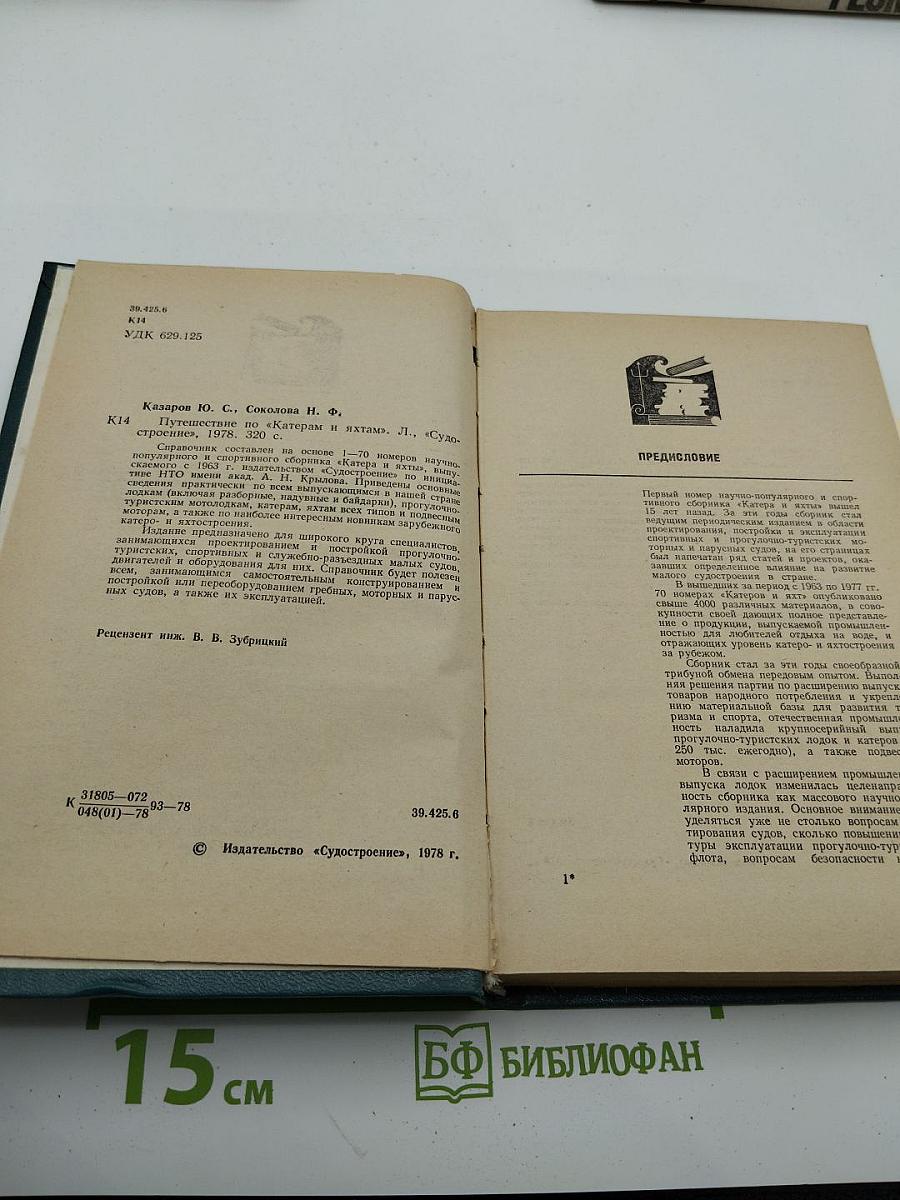 39.425.6
К14
УДК 629.125
Казаров Ю. С., Соколова Н. Ф.
К14 Путешествие по «Катерам и яхтам». Л., «Судо-
строение», 1978. 320 с.
Справочник составлен на основе 1—70 номеров научно-
популярного и спортивного сборника «Катера и яхты», выпу-
скаемого с 1963 г. издательством «Судостроение» по инициа-
тиве НТО имени акад. А. Н. Крылова. Приведены основные
сведения практически по всем выпускающимся в нашей стране
лодкам (включая разборные, надувные и байдарки), прогулочно-
туристским мотолодкам, катерам, яхтам всех типов и подвесным
моторам, а также по наиболее интересным новинкам зарубежного
катеро- и яхтостроения.
Издание предназначено для широкого круга специалистов,
занимающихся проектированием и постройкой прогулочно-
туристских, спортивных и служебно-разъездных малых судов,
двигателей и оборудования для них. Справочник будет полезен
всем, занимающимся самостоятельным конструированием и
постройкой или переоборудованием гребных, моторных и парус-
ных судов, а также их эксплуатацией.
Рецензент инж. В. В. Зубрицкий
К 31805—072
048(01)—78 93—78
39.425.6
© Издательство «Судостроение», 1978 г.
ПРЕДИСЛОВИЕ
Первый номер научно-популярного и спор-
тивного сборника «Катера и яхты» вышел
15 лет назад. За эти годы сборник стал
ведущим периодическим изданием в области
проектирования, постройки и эксплуатации
спортивных и прогулочно-туристских мо-
торных и парусных судов, на его страницах
был напечатан ряд статей и проектов, ока-
завших определенное влияние на развитие
малого судостроения в стране.
В вышедших за период с 1963 по 1977 гг.
70 номерах «Катеров и яхт» опубликовано
свыше 4000 различных материалов, в сово-
купности своей дающих полное представле-
ние о продукции, выпускаемой промышлен-
ностью для любителей отдыха на воде, и
отражающих уровень катеро- и яхтостроения
за рубежом.
Сборник стал за эти годы своеобразной
трибуной обмена передовым опытом. Выпол
няя решения партии по расширению выпуск
товаров народного потребления и укрепл
нию материальной базы для развития т
ризма и спорта, отечественная промышле
ность наладила крупносерийный вып
прогулочно-туристских лодок и катеров
250 тыс. ежегодно), а также подвес
моторов.
В связи с расширением промышлен
выпуска лодок изменилась целенапра
ность сборника как массового научно
лярного издания. Основное внимание
уделяться уже не столько вопросам
тирования судов, сколько повышени
туры эксплуатации прогулочно-тур
флота, вопросам безопасности н
1*
15 см
БФ БИБЛИОФАН